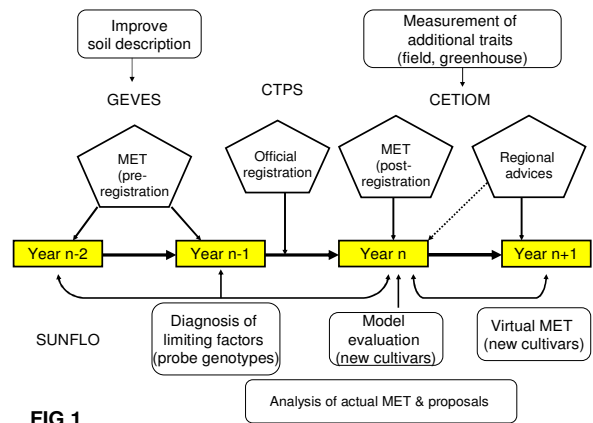 Improve
soil description
Measurement of
additional traits
(field, greenhouse)
GEVES
CTPS
CETIOM
MET
(pre-
registration
Official
registration
MET
(post-
registration
Regional
advices
Year n-2
Year n-1
Year n
Year n+1
SUNFLO
Diagnosis of
limiting factors
(probe genotypes)
Model
evaluation
(new cultivars)
Virtual MET
(new cultivars)
Analysis of actual MET & proposals
FIG 1